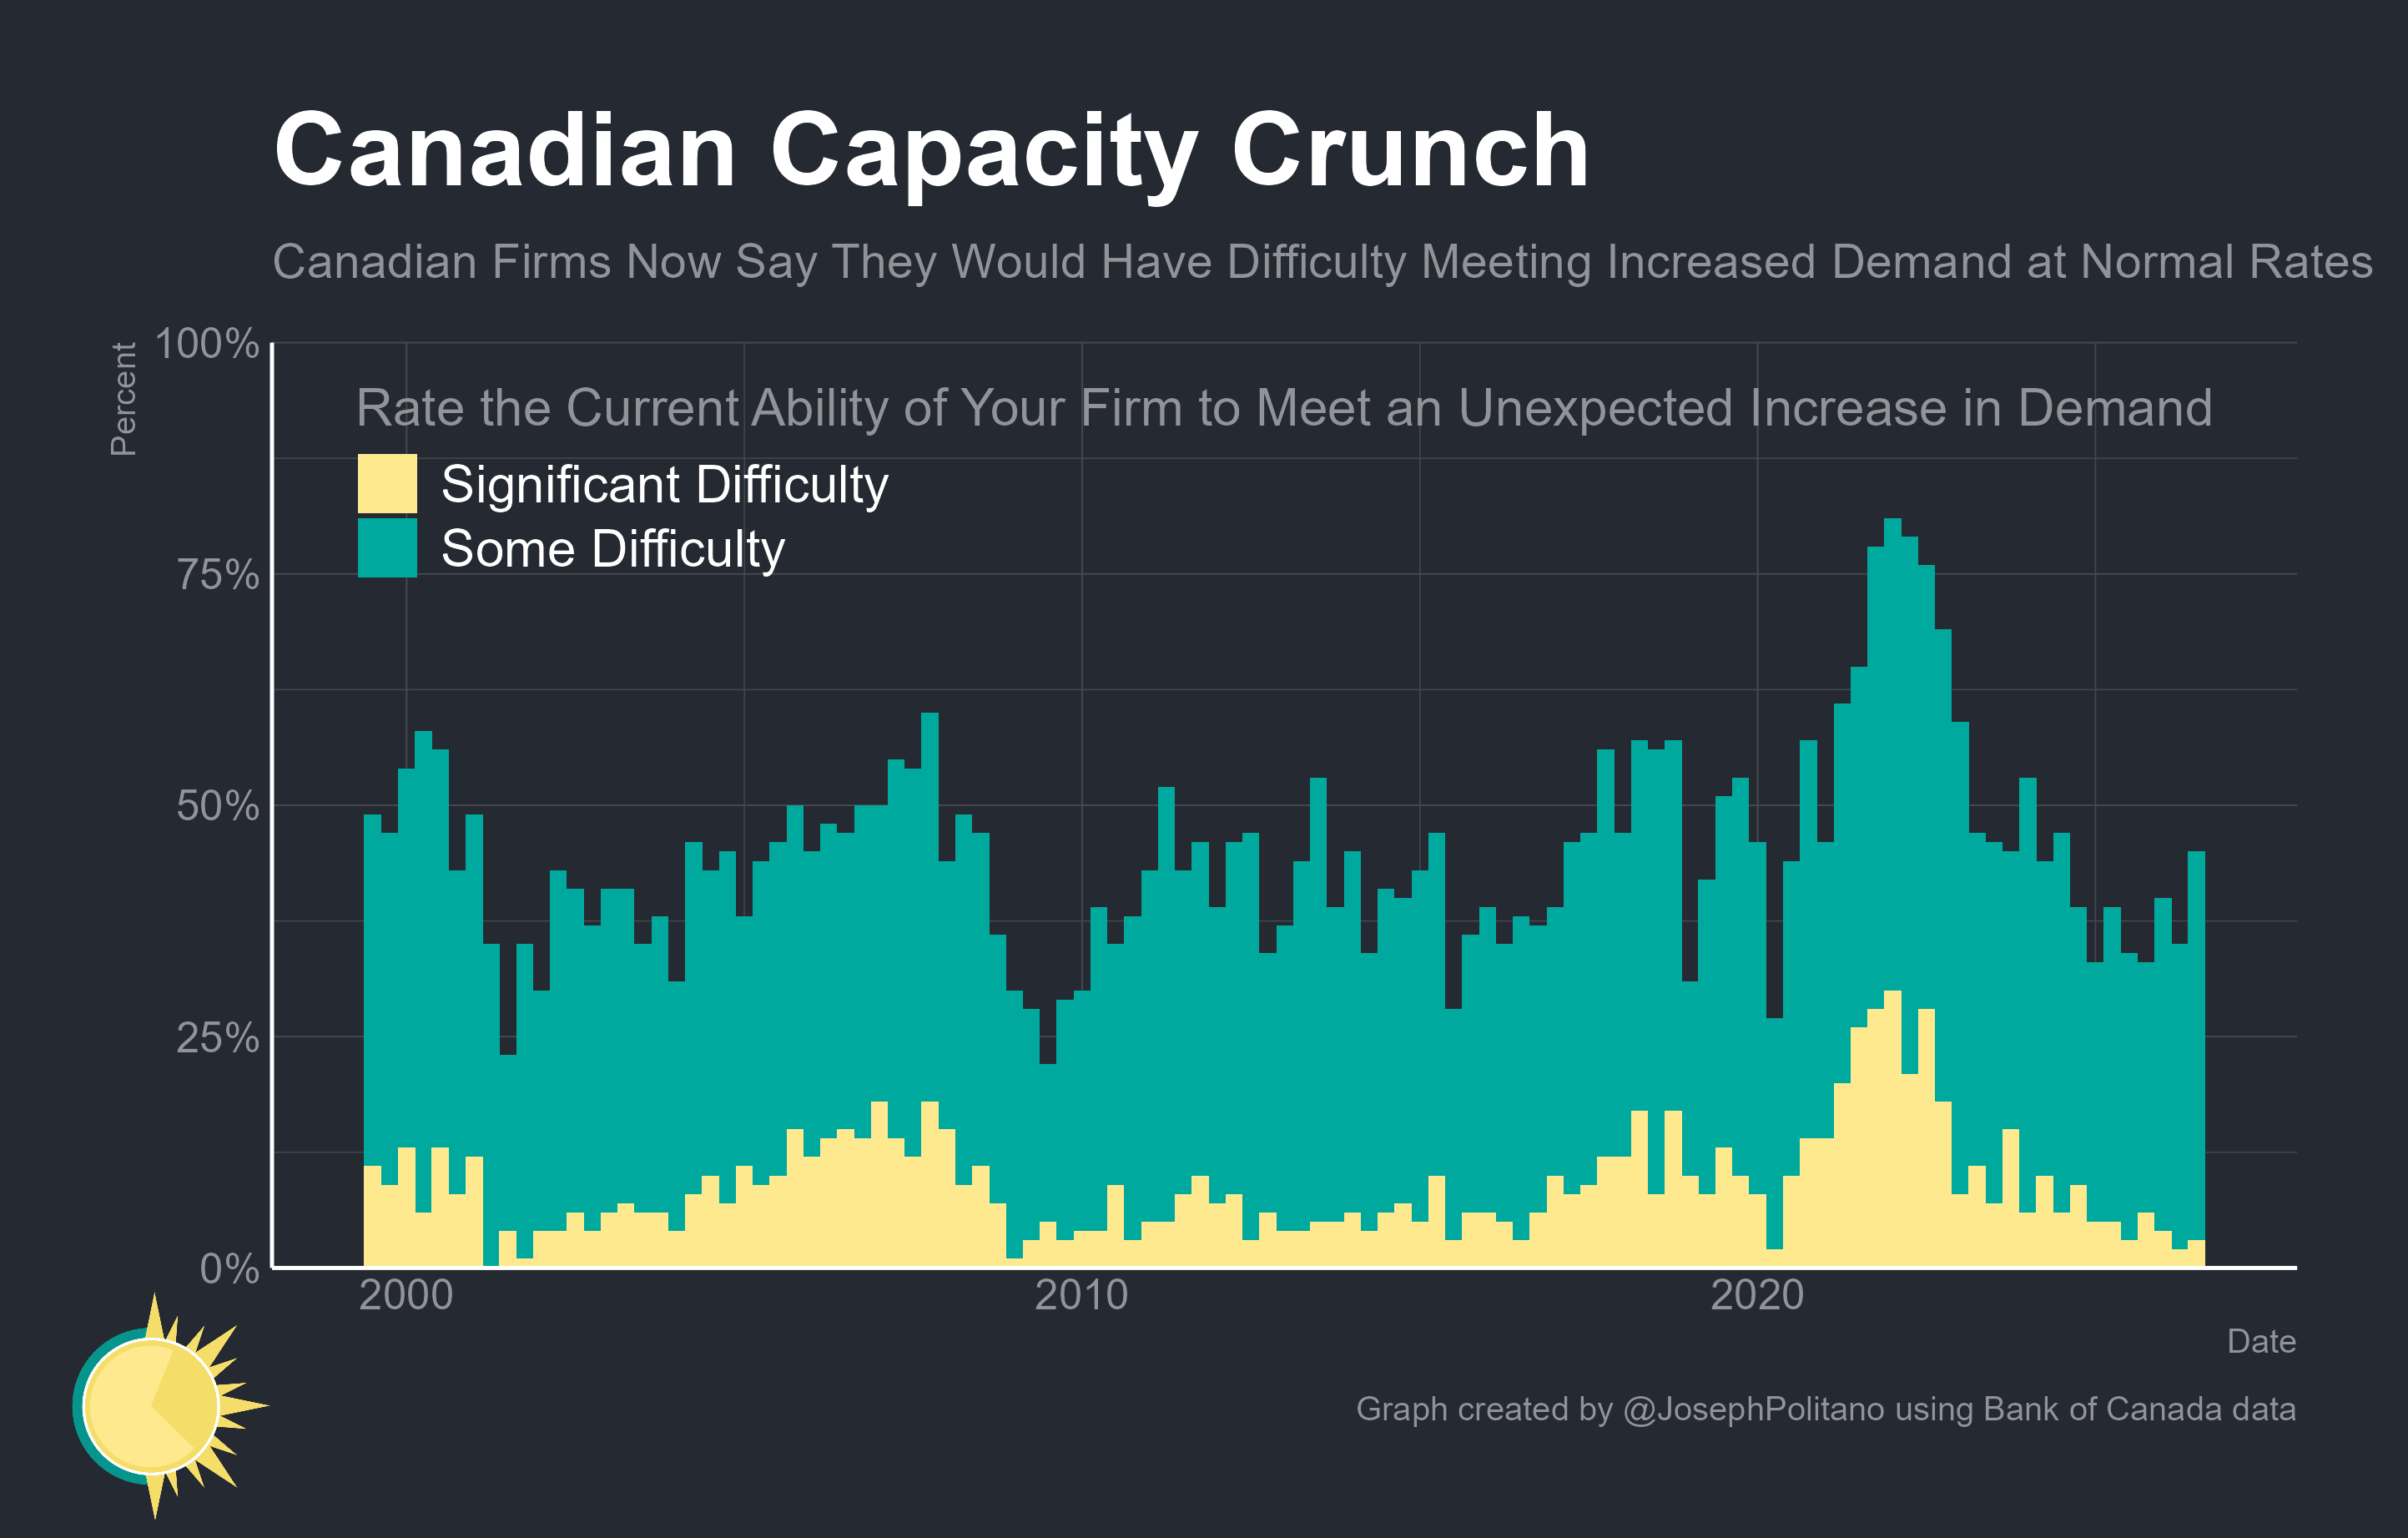 Canadian Capacity Crunch
Canadian Firms Now Say They Would Have Difficulty Meeting Increased Demand at Normal Rates
Percent
100%
Rate the Current Ability of Your Firm to Meet an Unexpected Increase in Demand
Significant Difficulty
Some Difficulty
75%
50%
25%
0%
2000 2010 2020
Date
Graph created by @JosephPolitano using Bank of Canada data